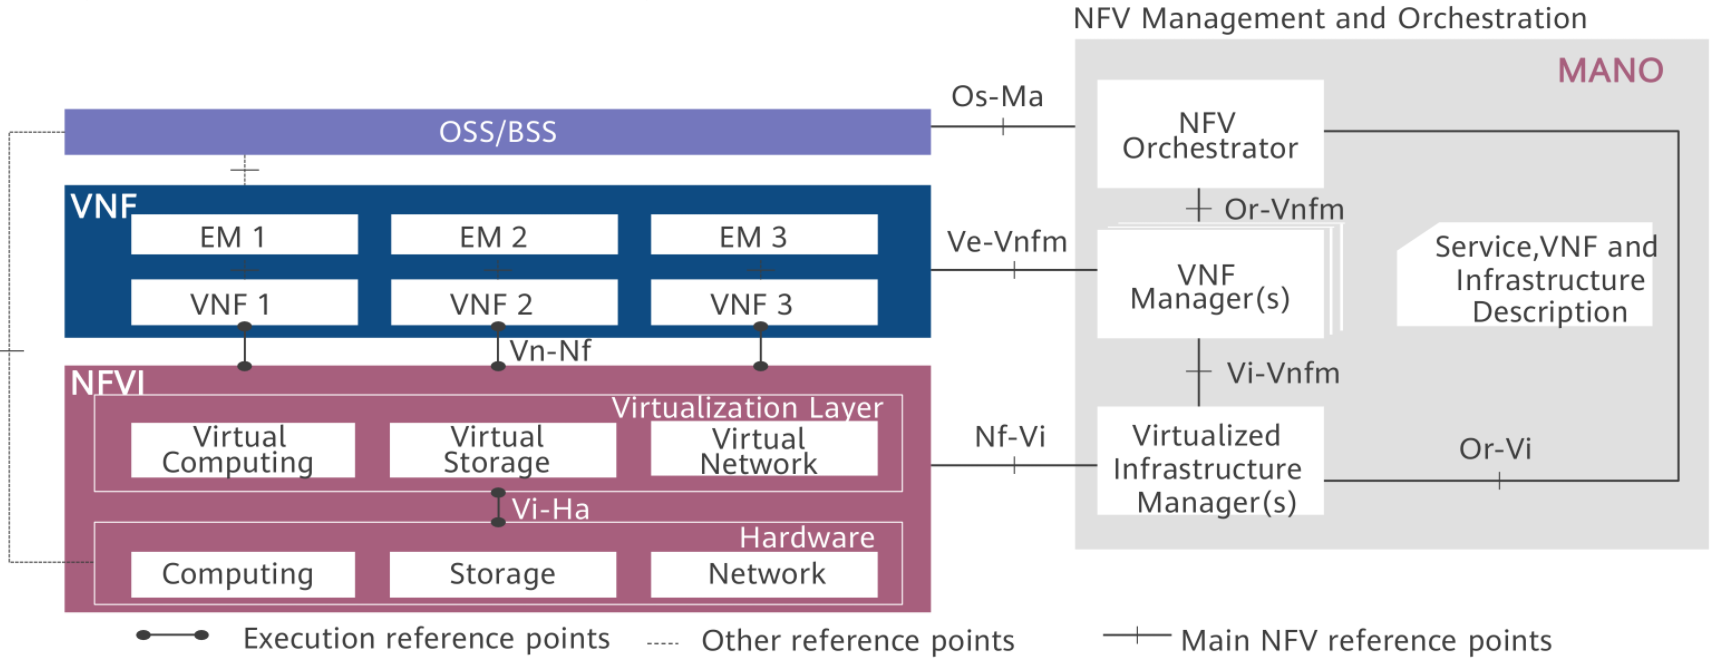 NFV Management and Orchestration
MANO
Os-Ma
OSS/BSS
NFV
Orchestrator
Or-Vnfm
VNF
EM 1
EM 2
EM 3
Ve-Vnfm
VNF 1
VNF 2
VNF 3
VNF
Manager(s)
Service,VNF and
Infrastructure
Description
Vn-Nf
Vi-Vnfm
NFVI
Virtualization Layer
Virtual
Computing
Virtual
Storage
Virtual
Network
Nf-Vi
Virtualized
Infrastructure
Manager(s)
Or-Vi
Vi-Ha
Hardware
Computing
Storage
Network
Execution reference points
Other reference points
Main NFV reference points